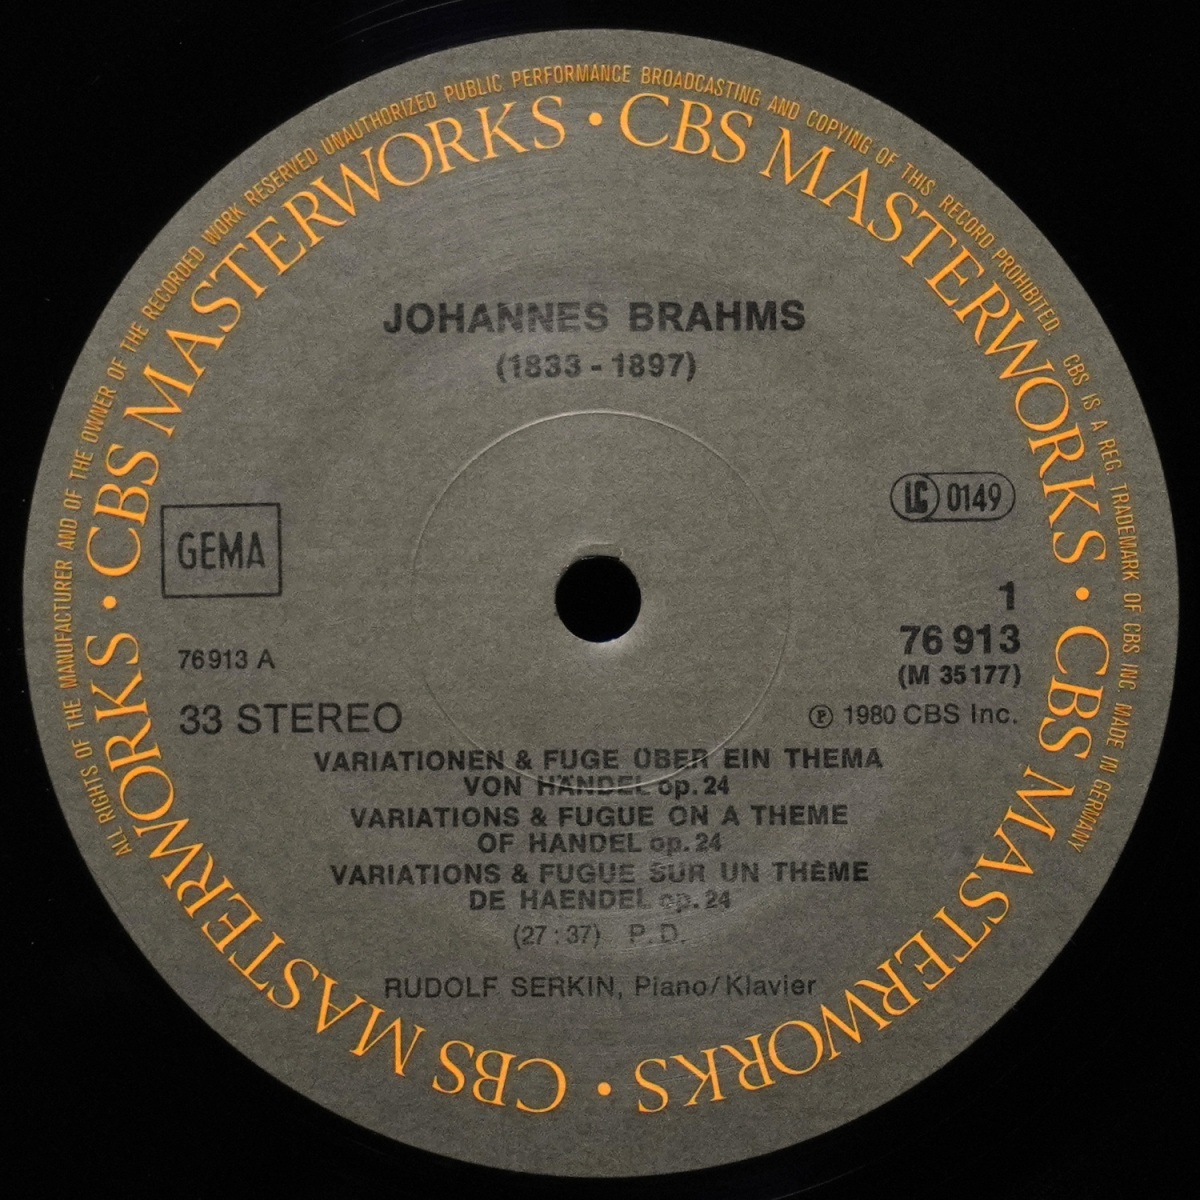 ALL RIGHTS OF THE MANUFACTURER AND OF THE OWNER OF THE RECORDED WORK RESERVED UNAUTHORIZED PUBLIC PERFORMANCE BROADCASTING AND COPYING OF THIS RECORD PROHIBITED CBS IS A REG. TRADEMARK OF CBS INC MADE IN GERMANY
CBS MASTERWORKS • CBS MASTERWORKS • CBS MASTERWORKS • CBS MASTERWORKS •
JOHANNES BRAHMS
(1833 - 1897)
LC 0149
GEMA
1
76 913
(M 35177)
76913 A
33 STEREO
℗ 1980 CBS Inc.
VARIATIONEN & FUGE ÜBER EIN THEMA
VON HÄNDEL op. 24
VARIATIONS & FUGUE ON A THEME
OF HANDEL op. 24
VARIATIONS & FUGUE SUR UN THÈME
DE HAENDEL op. 24
(27 : 37) P. D.
RUDOLF SERKIN, Piano/Klavier